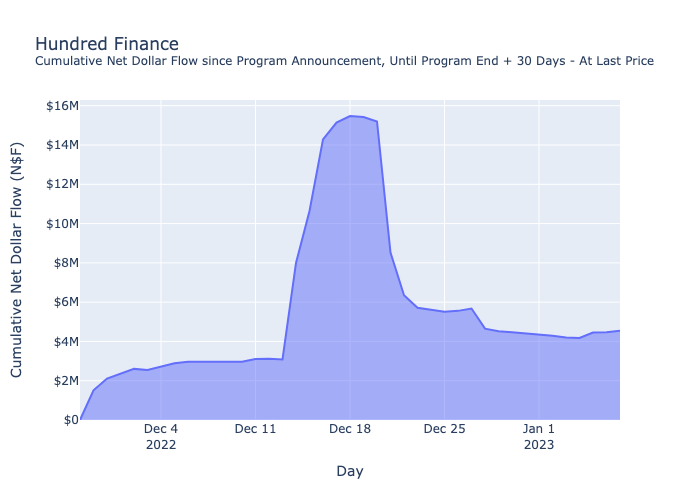 Hundred Finance
Cumulative Net Dollar Flow since Program Announcement, Until Program End + 30 Days - At Last Price
Cumulative Net Dollar Flow (N$F)
$16M
$14M
$12M
$10M
$8M
$6M
$4M
$2M
$0
Dec 4
2022
Dec 11
Dec 18
Dec 25
Jan 1
2023
Day